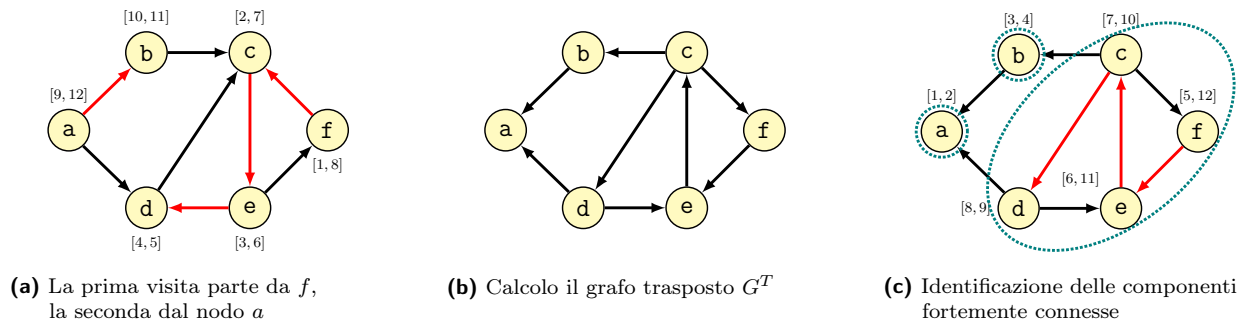 [10, 11]
[2, 7]
b
c
[9, 12]
a
f
[1, 8]
d
e
[4, 5]
[3, 6]
(a) La prima visita parte da f,
la seconda dal nodo a
b
c
a
f
d
e
(b) Calcolo il grafo trasposto G^T
[3, 4]
[7, 10]
b
c
[1, 2]
[5, 12]
a
f
[6, 11]
d
e
[8, 9]
(c) Identificazione delle componenti
fortemente connesse